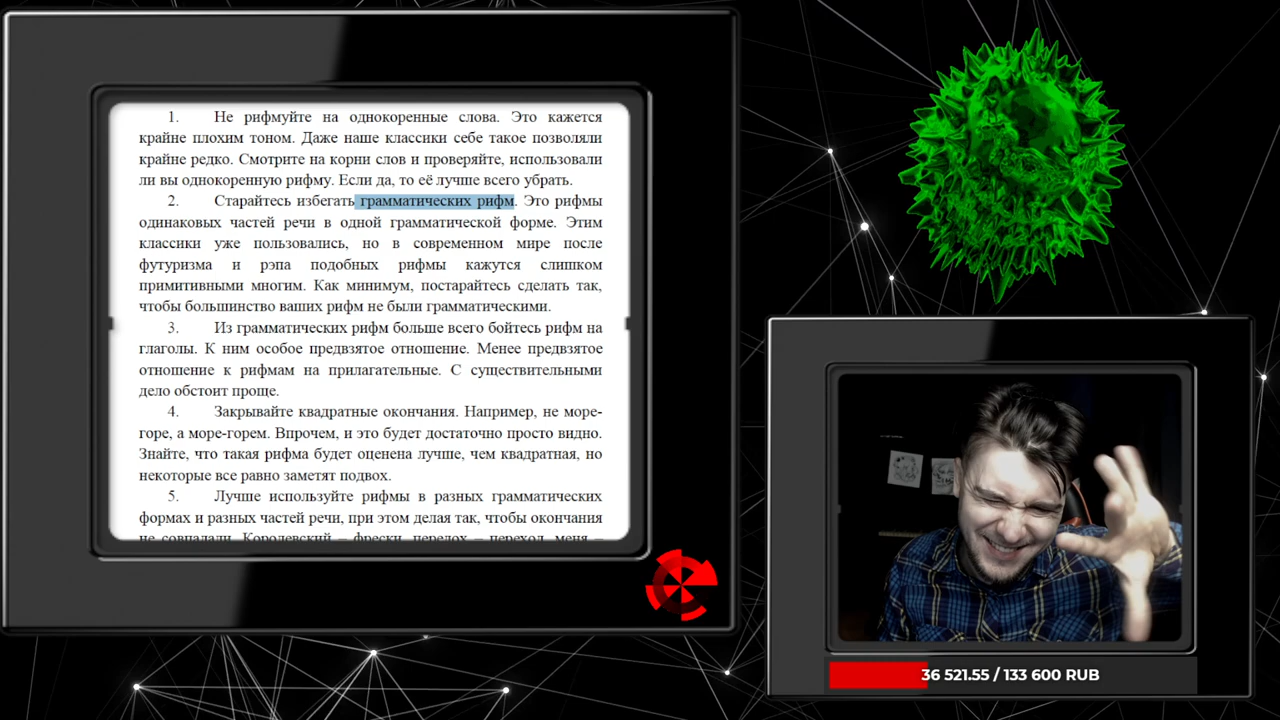 1. Не рифмуйте на однокоренные слова. Это кажется
крайне плохим тоном. Даже наше классики себе такое позволяли
крайне редко. Смотрите на корни слов и проверяйте, использовали
ли вы однокоренную рифму. Если да, то её лучше всего убрать.
2. Старайтесь избегать грамматических рифм. Это рифмы
одинаковых частей речи в одной грамматической форме. Этим
классики уже пользовались, но в современном мире после
футуризма и рэпа подобных рифмы кажутся слишком
примитивными многим. Как минимум, постарайтесь сделать так,
чтобы большинство ваших рифм не были грамматическими.
3. Из грамматических рифм больше всего бойтесь рифм на
глаголы. К ним особое предвзятое отношение. Менее предвзятое
отношение к рифмам на прилагательные. С существительными
дело обстоит проще.
4. Закрывайте квадратные окончания. Например, не море-
горе, а море-горем. Впрочем, и это будет достаточно просто видно.
Знайте, что такая рифма будет оценена лучше, чем квадратная, но
некоторые все равно заметят подвох.
5. Лучше используйте рифмы в разных грамматических
формах и разных частей речи, при этом делая так, чтобы окончания
не совпадали. Королевский – фрески, передох – переход, меня –
36 521.55 / 133 600 RUB